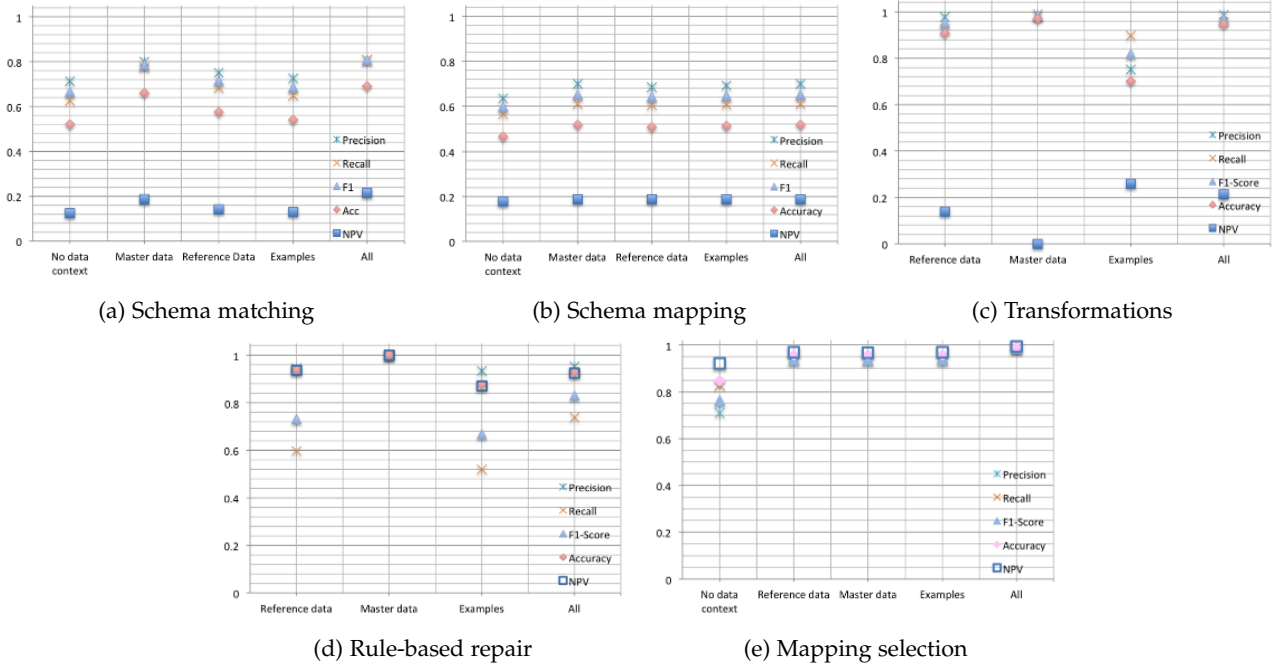 1
0.8
0.6
0.4
0.2
0
Precision
Recall
F1
Acc
NPV
No data context
Master data
Reference Data
Examples
All
(a) Schema matching
1
0.8
0.6
0.4
0.2
0
Precision
Recall
F1
Accuracy
NPV
No data context
Master data
Reference data
Examples
All
(b) Schema mapping
1
0.8
0.6
0.4
0.2
0
Precision
Recall
F1-Score
Accuracy
NPV
Reference data
Master data
Examples
All
(c) Transformations
1
0.8
0.6
0.4
0.2
0
Precision
Recall
F1-Score
Accuracy
NPV
Reference data
Master data
Examples
All
(d) Rule-based repair
1
0.8
0.6
0.4
0.2
0
Precision
Recall
F1-Score
Accuracy
NPV
No data context
Reference data
Master data
Examples
All
(e) Mapping selection